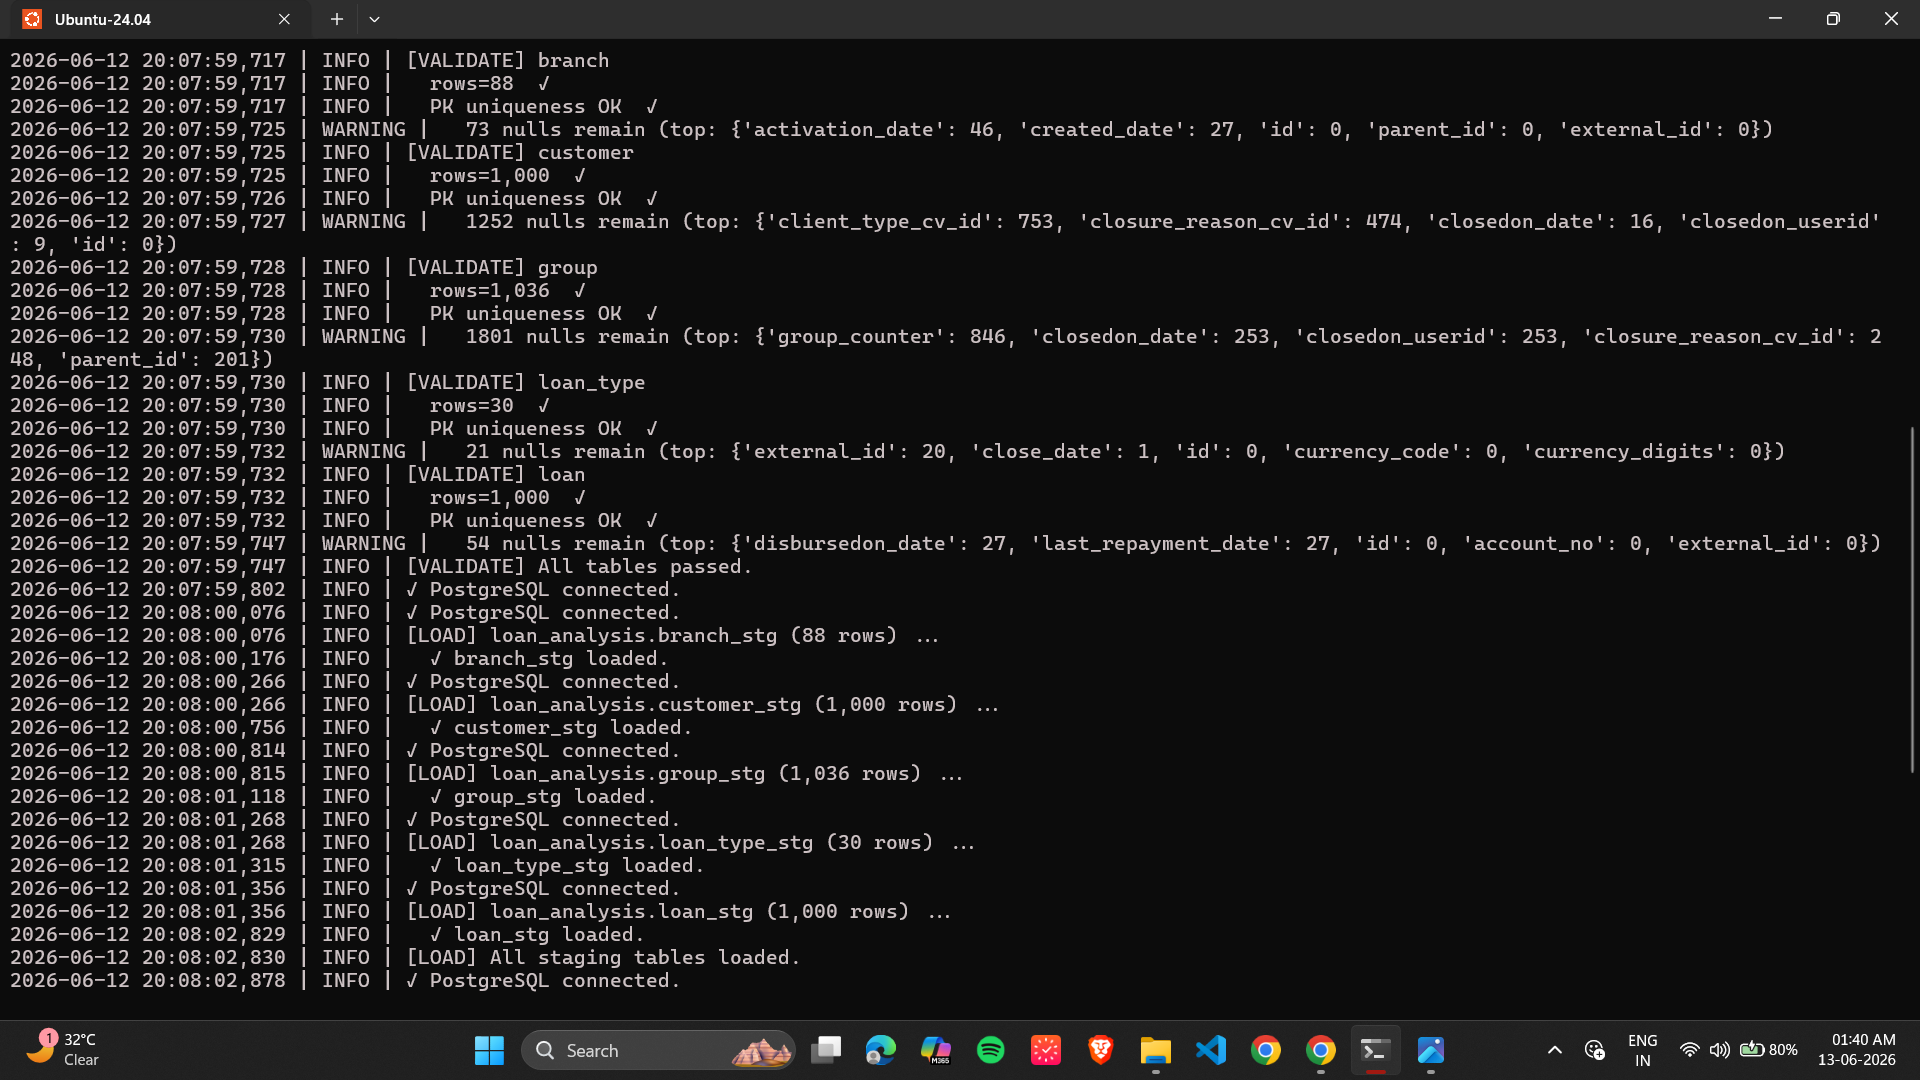 Ubuntu-24.04
2026-06-12 20:07:59,717 | INFO | [VALIDATE] branch
2026-06-12 20:07:59,717 | INFO |   rows=88  ✓
2026-06-12 20:07:59,717 | INFO |   PK uniqueness OK  ✓
2026-06-12 20:07:59,725 | WARNING |   73 nulls remain (top: {'activation_date': 46, 'created_date': 27, 'id': 0, 'parent_id': 0, 'external_id': 0})
2026-06-12 20:07:59,725 | INFO | [VALIDATE] customer
2026-06-12 20:07:59,725 | INFO |   rows=1,000  ✓
2026-06-12 20:07:59,726 | INFO |   PK uniqueness OK  ✓
2026-06-12 20:07:59,727 | WARNING |   1252 nulls remain (top: {'client_type_cv_id': 753, 'closure_reason_cv_id': 474, 'closedon_date': 16, 'closedon_userid'
: 9, 'id': 0})
2026-06-12 20:07:59,728 | INFO | [VALIDATE] group
2026-06-12 20:07:59,728 | INFO |   rows=1,036  ✓
2026-06-12 20:07:59,728 | INFO |   PK uniqueness OK  ✓
2026-06-12 20:07:59,730 | WARNING |   1801 nulls remain (top: {'group_counter': 846, 'closedon_date': 253, 'closedon_userid': 253, 'closure_reason_cv_id': 2
48, 'parent_id': 201})
2026-06-12 20:07:59,730 | INFO | [VALIDATE] loan_type
2026-06-12 20:07:59,730 | INFO |   rows=30  ✓
2026-06-12 20:07:59,730 | INFO |   PK uniqueness OK  ✓
2026-06-12 20:07:59,732 | WARNING |   21 nulls remain (top: {'external_id': 20, 'close_date': 1, 'id': 0, 'currency_code': 0, 'currency_digits': 0})
2026-06-12 20:07:59,732 | INFO | [VALIDATE] loan
2026-06-12 20:07:59,732 | INFO |   rows=1,000  ✓
2026-06-12 20:07:59,732 | INFO |   PK uniqueness OK  ✓
2026-06-12 20:07:59,747 | WARNING |   54 nulls remain (top: {'disbursedon_date': 27, 'last_repayment_date': 27, 'id': 0, 'account_no': 0, 'external_id': 0})
2026-06-12 20:07:59,747 | INFO | [VALIDATE] All tables passed.
2026-06-12 20:07:59,802 | INFO | ✓ PostgreSQL connected.
2026-06-12 20:08:00,076 | INFO | ✓ PostgreSQL connected.
2026-06-12 20:08:00,076 | INFO | [LOAD] loan_analysis.branch_stg (88 rows) …
2026-06-12 20:08:00,176 | INFO |   ✓ branch_stg loaded.
2026-06-12 20:08:00,266 | INFO | ✓ PostgreSQL connected.
2026-06-12 20:08:00,266 | INFO | [LOAD] loan_analysis.customer_stg (1,000 rows) …
2026-06-12 20:08:00,756 | INFO |   ✓ customer_stg loaded.
2026-06-12 20:08:00,814 | INFO | ✓ PostgreSQL connected.
2026-06-12 20:08:00,815 | INFO | [LOAD] loan_analysis.group_stg (1,036 rows) …
2026-06-12 20:08:01,118 | INFO |   ✓ group_stg loaded.
2026-06-12 20:08:01,268 | INFO | ✓ PostgreSQL connected.
2026-06-12 20:08:01,268 | INFO | [LOAD] loan_analysis.loan_type_stg (30 rows) …
2026-06-12 20:08:01,315 | INFO |   ✓ loan_type_stg loaded.
2026-06-12 20:08:01,356 | INFO | ✓ PostgreSQL connected.
2026-06-12 20:08:01,356 | INFO | [LOAD] loan_analysis.loan_stg (1,000 rows) …
2026-06-12 20:08:02,829 | INFO |   ✓ loan_stg loaded.
2026-06-12 20:08:02,830 | INFO | [LOAD] All staging tables loaded.
2026-06-12 20:08:02,878 | INFO | ✓ PostgreSQL connected.
1
32°C
Clear
Search
M365
ENG
IN
80%
01:40 AM
13-06-2026